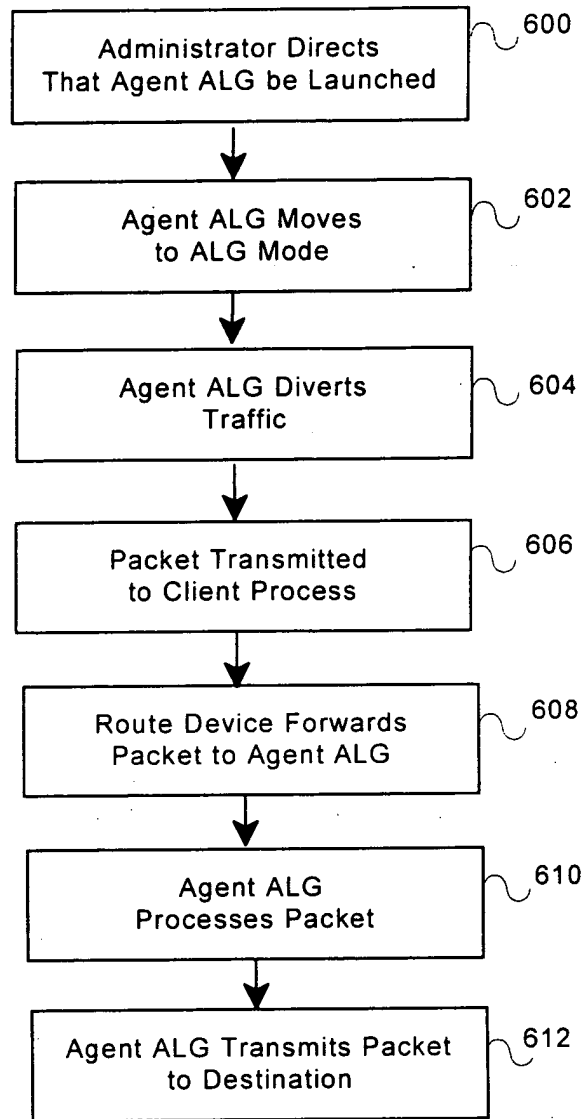 600
Administrator Directs
That Agent ALG be Launched
602
Agent ALG Moves
to ALG Mode
604
Agent ALG Diverts
Traffic
606
Packet Transmitted
to Client Process
608
Route Device Forwards
Packet to Agent ALG
610
Agent ALG
Processes Packet
612
Agent ALG Transmits Packet
to Destination